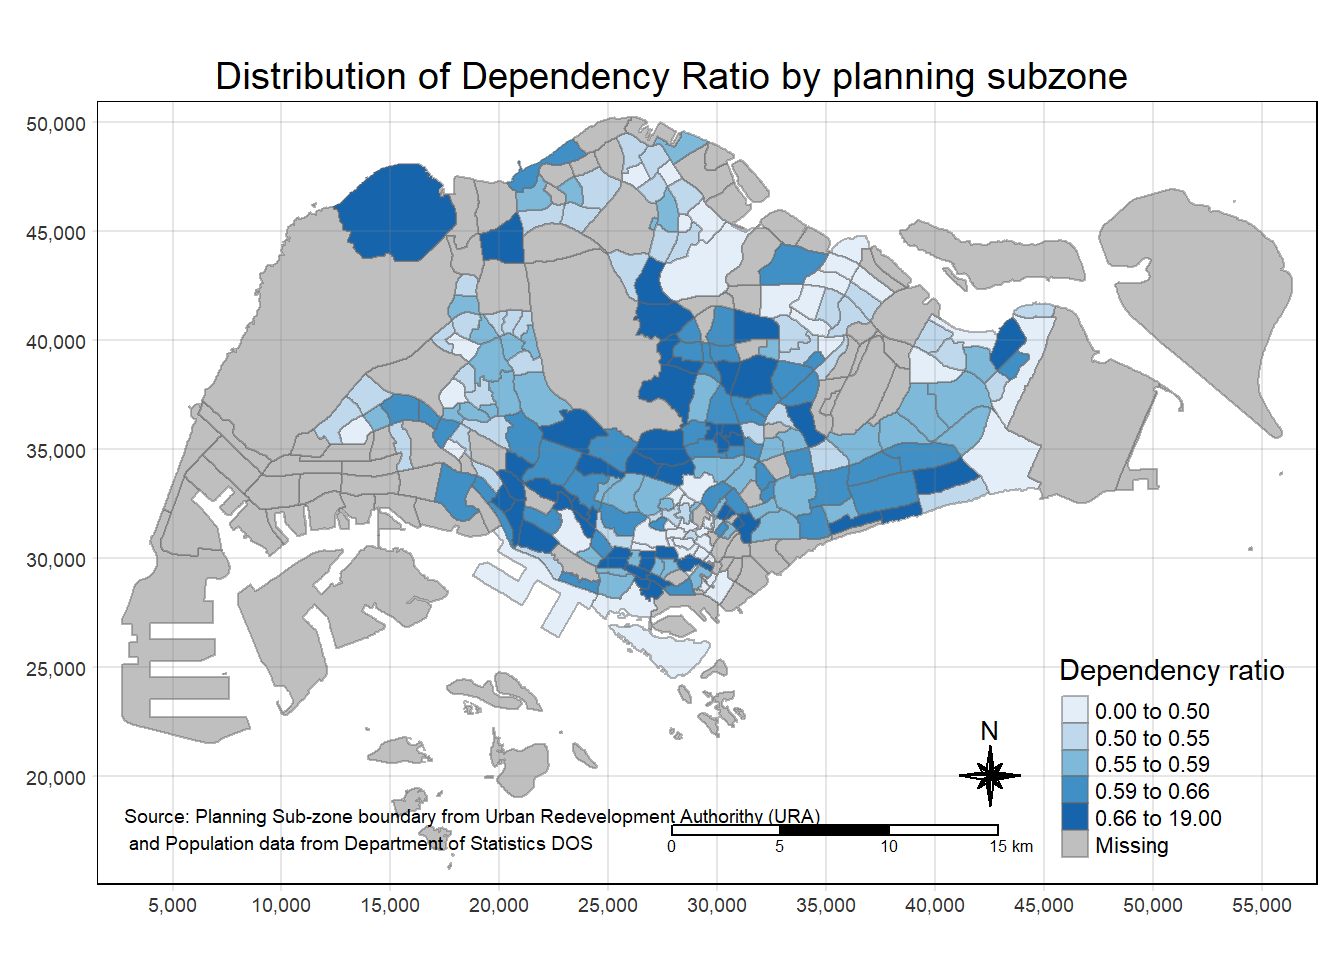 Distribution of Dependency Ratio by planning subzone
50,000
45,000
40,000
35,000
30,000
25,000
20,000
Dependency ratio
0.00 to 0.50
0.50 to 0.55
0.55 to 0.59
0.59 to 0.66
0.66 to 19.00
Missing
N
Source: Planning Sub-zone boundary from Urban Redevelopment Authorithy (URA)
and Population data from Department of Statistics DOS
0 5 10 15 km
5,000 10,000 15,000 20,000 25,000 30,000 35,000 40,000 45,000 50,000 55,000